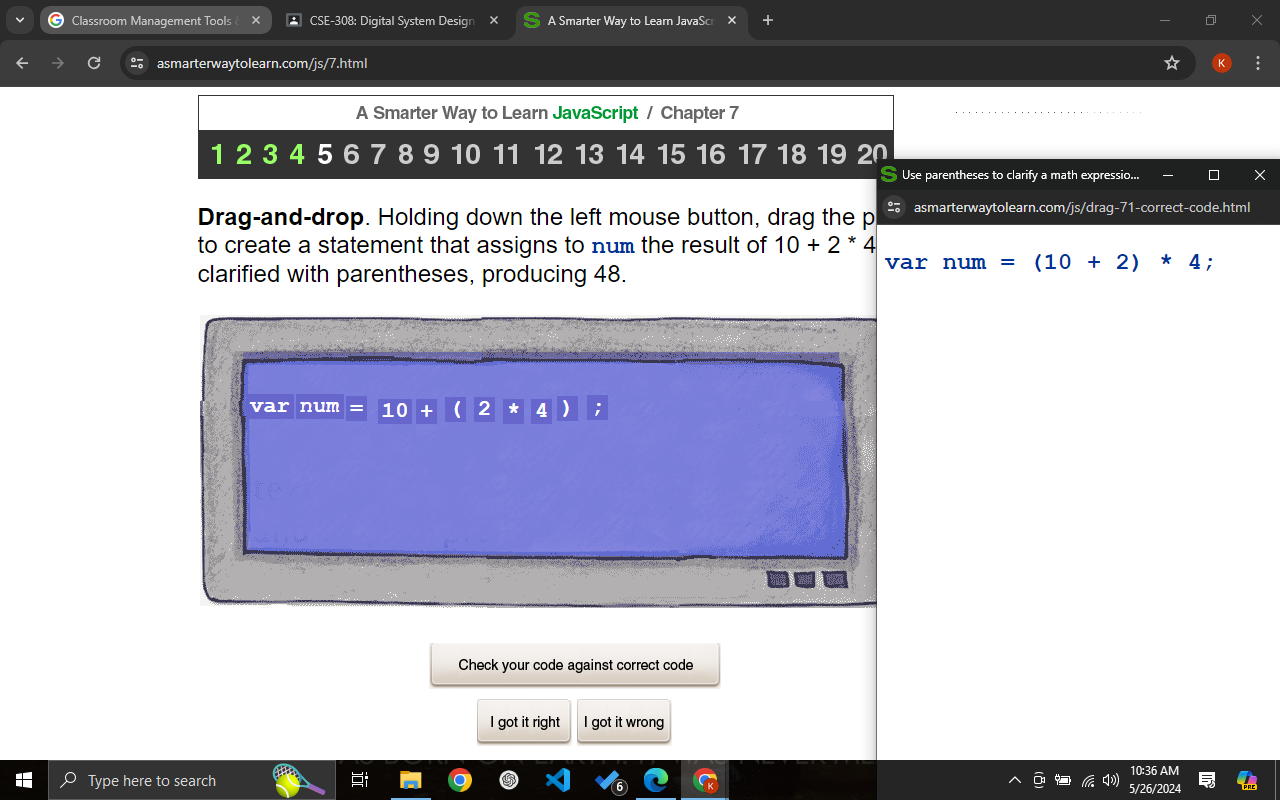 Classroom Management Tools
CSE-308: Digital System Design
A Smarter Way to Learn JavaSc
asmarterwaytolearn.com/js/7.html
K
A Smarter Way to Learn JavaScript / Chapter 7
1 2 3 4 5 6 7 8 9 10 11 12 13 14 15 16 17 18 19 20
Drag-and-drop. Holding down the left mouse button, drag the p
to create a statement that assigns to num the result of 10 + 2 * 4
clarified with parentheses, producing 48.
var num = 10 + ( 2 * 4 ) ;
Check your code against correct code
I got it right
I got it wrong
Use parentheses to clarify a math expressio...
asmarterwaytolearn.com/js/drag-71-correct-code.html
var num = (10 + 2) * 4;
Type here to search
6
K
10:36 AM
5/26/2024
PRE